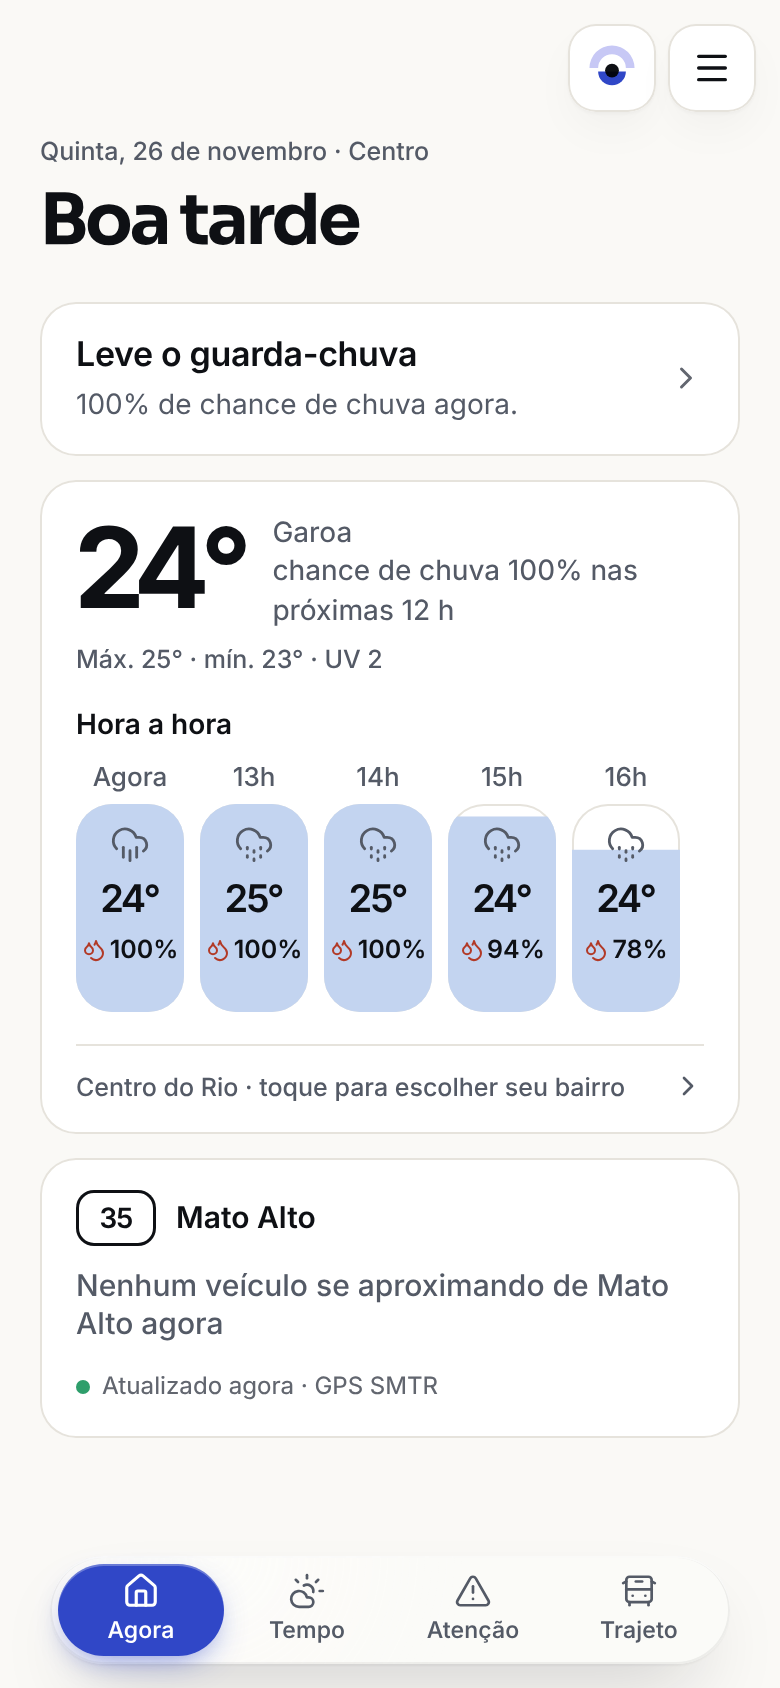 Quinta, 26 de novembro · Centro
Boa tarde
Leve o guarda-chuva
100% de chance de chuva agora.
24°
Garoa
chance de chuva 100% nas
próximas 12 h
Máx. 25° · mín. 23° · UV 2
Hora a hora
Agora 13h 14h 15h 16h
24° 25° 25° 24° 24°
100% 100% 100% 94% 78%
Centro do Rio · toque para escolher seu bairro
35 Mato Alto
Nenhum veículo se aproximando de Mato
Alto agora
Atualizado agora · GPS SMTR
Agora Tempo Atenção Trajeto